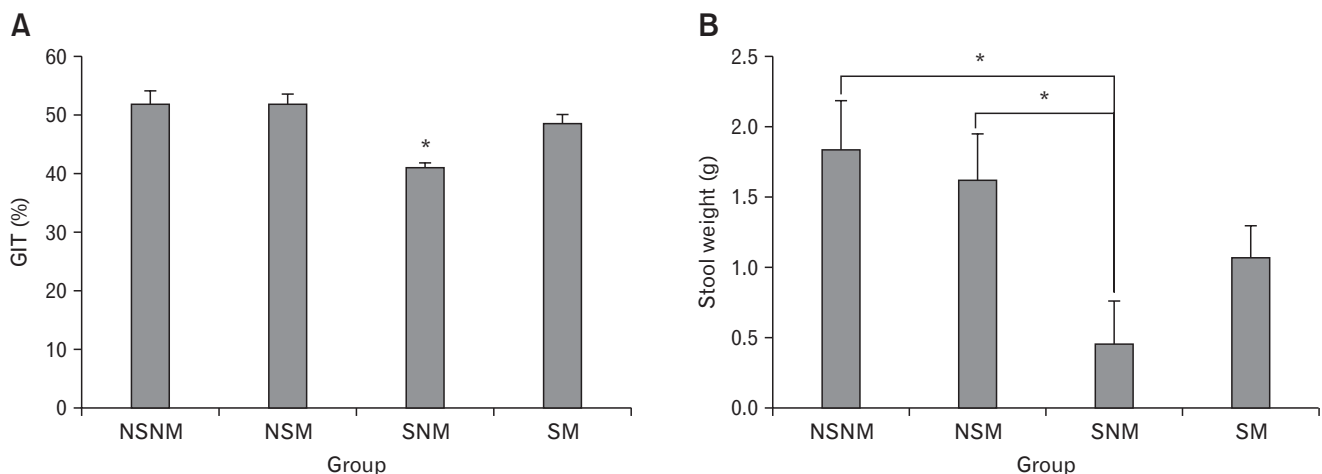 A
60
50
40
30
20
10
0
GIT (%)
*
NSNM NSM SNM SM
Group
B
2.5
2.0
1.5
1.0
0.5
0.0
Stool weight (g)
*
*
NSNM NSM SNM SM
Group